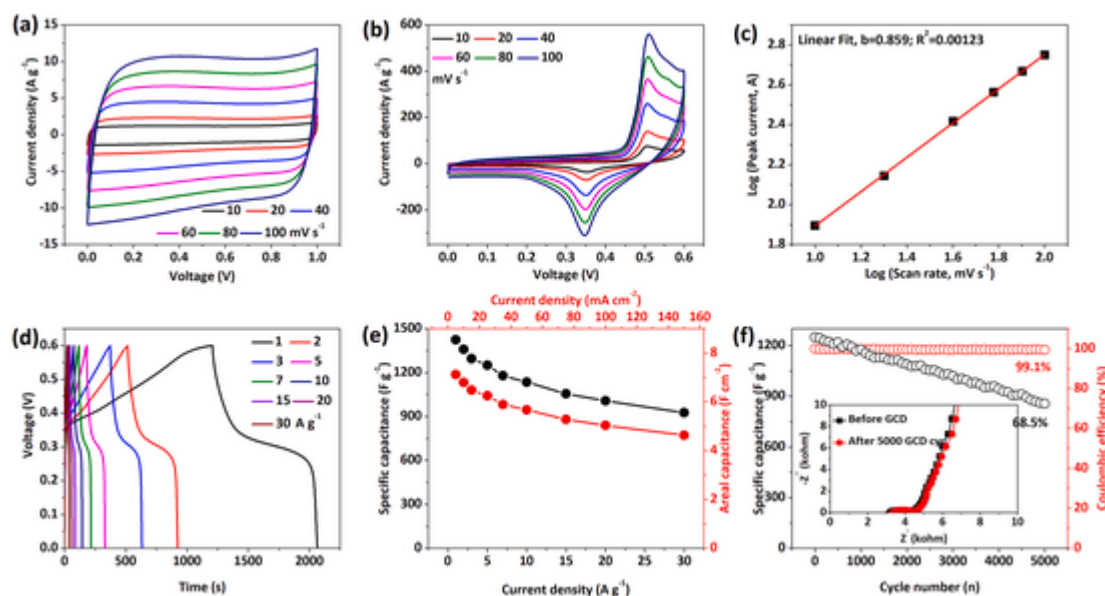 (a)
Current density (A g⁻¹)
15
10
5
0
-5
-10
-15
10 20 40
60 80 100 mV s⁻¹
0.0 0.2 0.4 0.6 0.8 1.0
Voltage (V)
(b)
Current density (A g⁻¹)
600
400
200
0
-200
10 20 40
60 80 100
mV s⁻¹
0.0 0.1 0.2 0.3 0.4 0.5 0.6
Voltage (V)
(c)
Log (Peak current, A)
2.8
2.6
2.4
2.2
2.0
1.8
Linear Fit, b=0.859; R²=0.00123
1.0 1.2 1.4 1.6 1.8 2.0
Log (Scan rate, mV s⁻¹)
(d)
Voltage (V)
0.6
0.5
0.4
0.3
0.2
0.1
0.0
1 2
3 5
7 10
15 20
30 A g⁻¹
0 500 1000 1500 2000
Time (s)
Current density (mA cm⁻²)
0 20 40 60 80 100 120 140 160
(e)
Specific capacitance (F g⁻¹)
1500
1200
900
600
300
0
Areal capacitance (F cm⁻²)
8
6
4
2
0
0 5 10 15 20 25 30
Current density (A g⁻¹)
(f)
Specific capacitance (F g⁻¹)
1200
900
600
300
0
99.1%
68.5%
Before GCD
After 5000 GCD cy
-Z (kohm)
10
8
6
4
2
0
0 2 4 6 8 10
Z (kohm)
Coulombic efficiency (%)
100
80
60
40
20
0
0 1000 2000 3000 4000 5000
Cycle number (n)